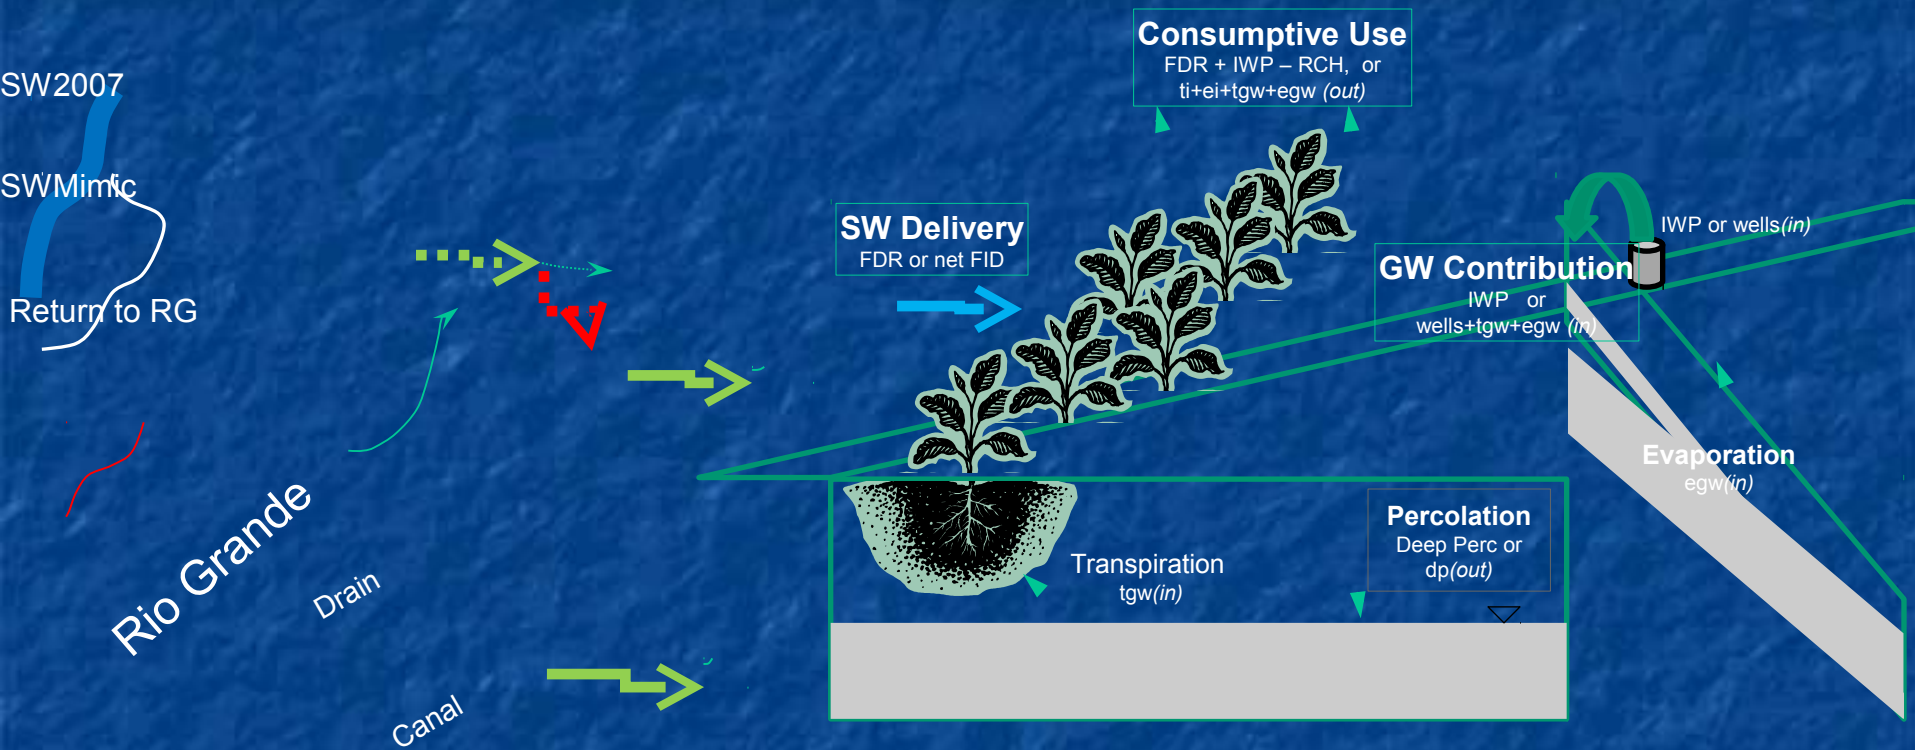 Consumptive Use
FDR + IWP – RCH, or
ti+ei+tgw+egw (out)
SW2007
SWMimic
Return to RG
SW Delivery
FDR or net FID
IWP or wells(in)
GW Contribution
IWP or
wells+tgw+egw (in)
Evaporation
egw(in)
Percolation
Deep Perc or
dp(out)
Transpiration
tgw(in)
Rio Grande
Drain
Canal